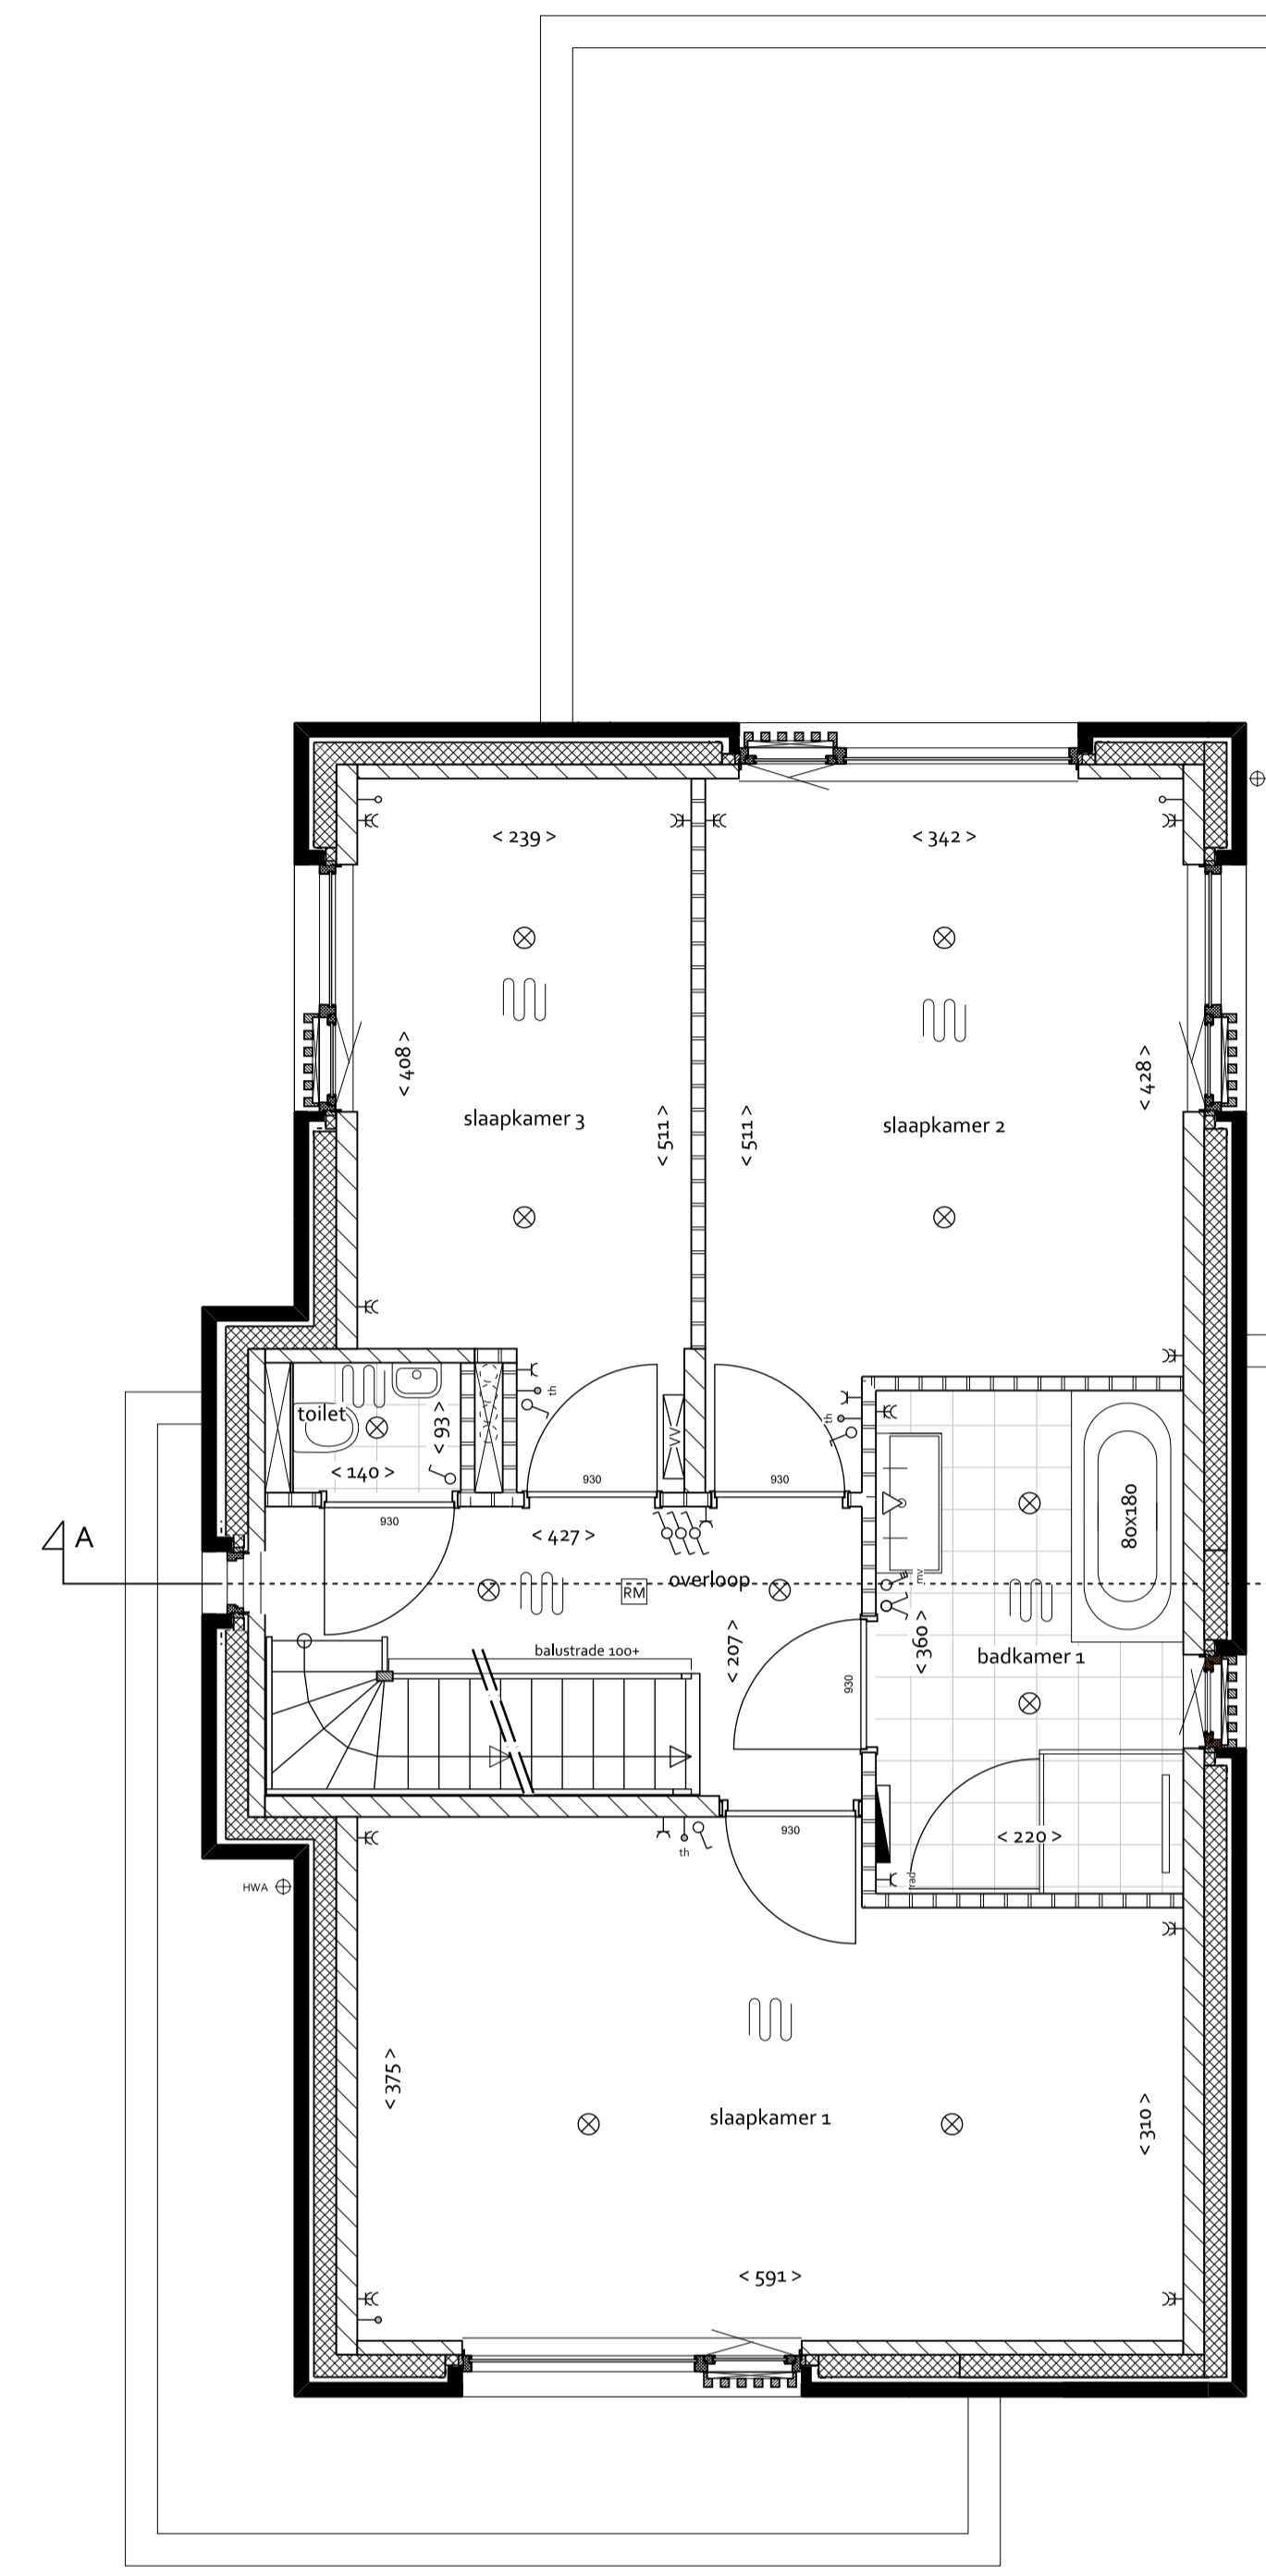 < 239 >
< 342 >
< 408 >
< 428 >
slaapkamer 3
slaapkamer 2
< 511 >
< 511 >
th
toilet
< 93 >
VV
th
< 140 >
930
930
930
< 427 >
80x180
A
overloop
RM
mv
balustrade 100+
< 207 >
< 360 >
badkamer 1
930
930
< 220 >
th
rad
HWA
< 375 >
slaapkamer 1
< 310 >
< 591 >